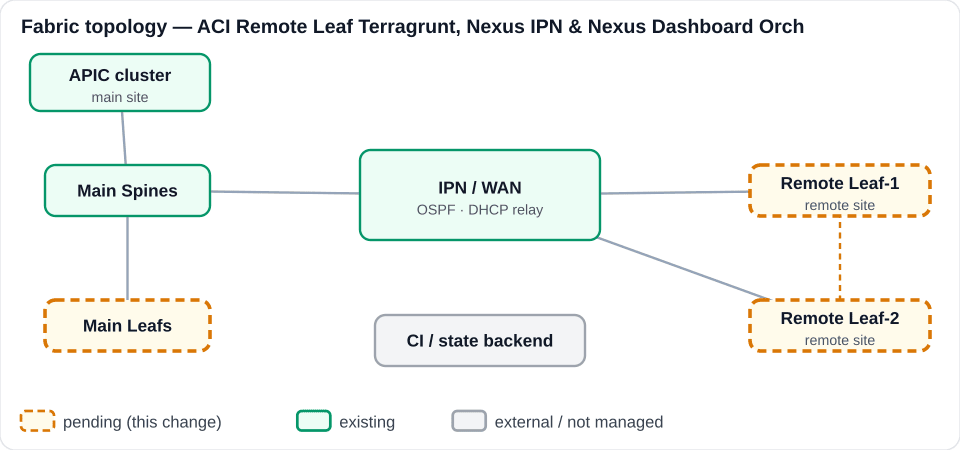 Fabric topology — ACI Remote Leaf Terragrunt, Nexus IPN & Nexus Dashboard Orch
APIC cluster
main site
Main Spines
IPN / WAN
OSPF · DHCP relay
Remote Leaf-1
remote site
Main Leafs
CI / state backend
Remote Leaf-2
remote site
pending (this change)
existing
external / not managed